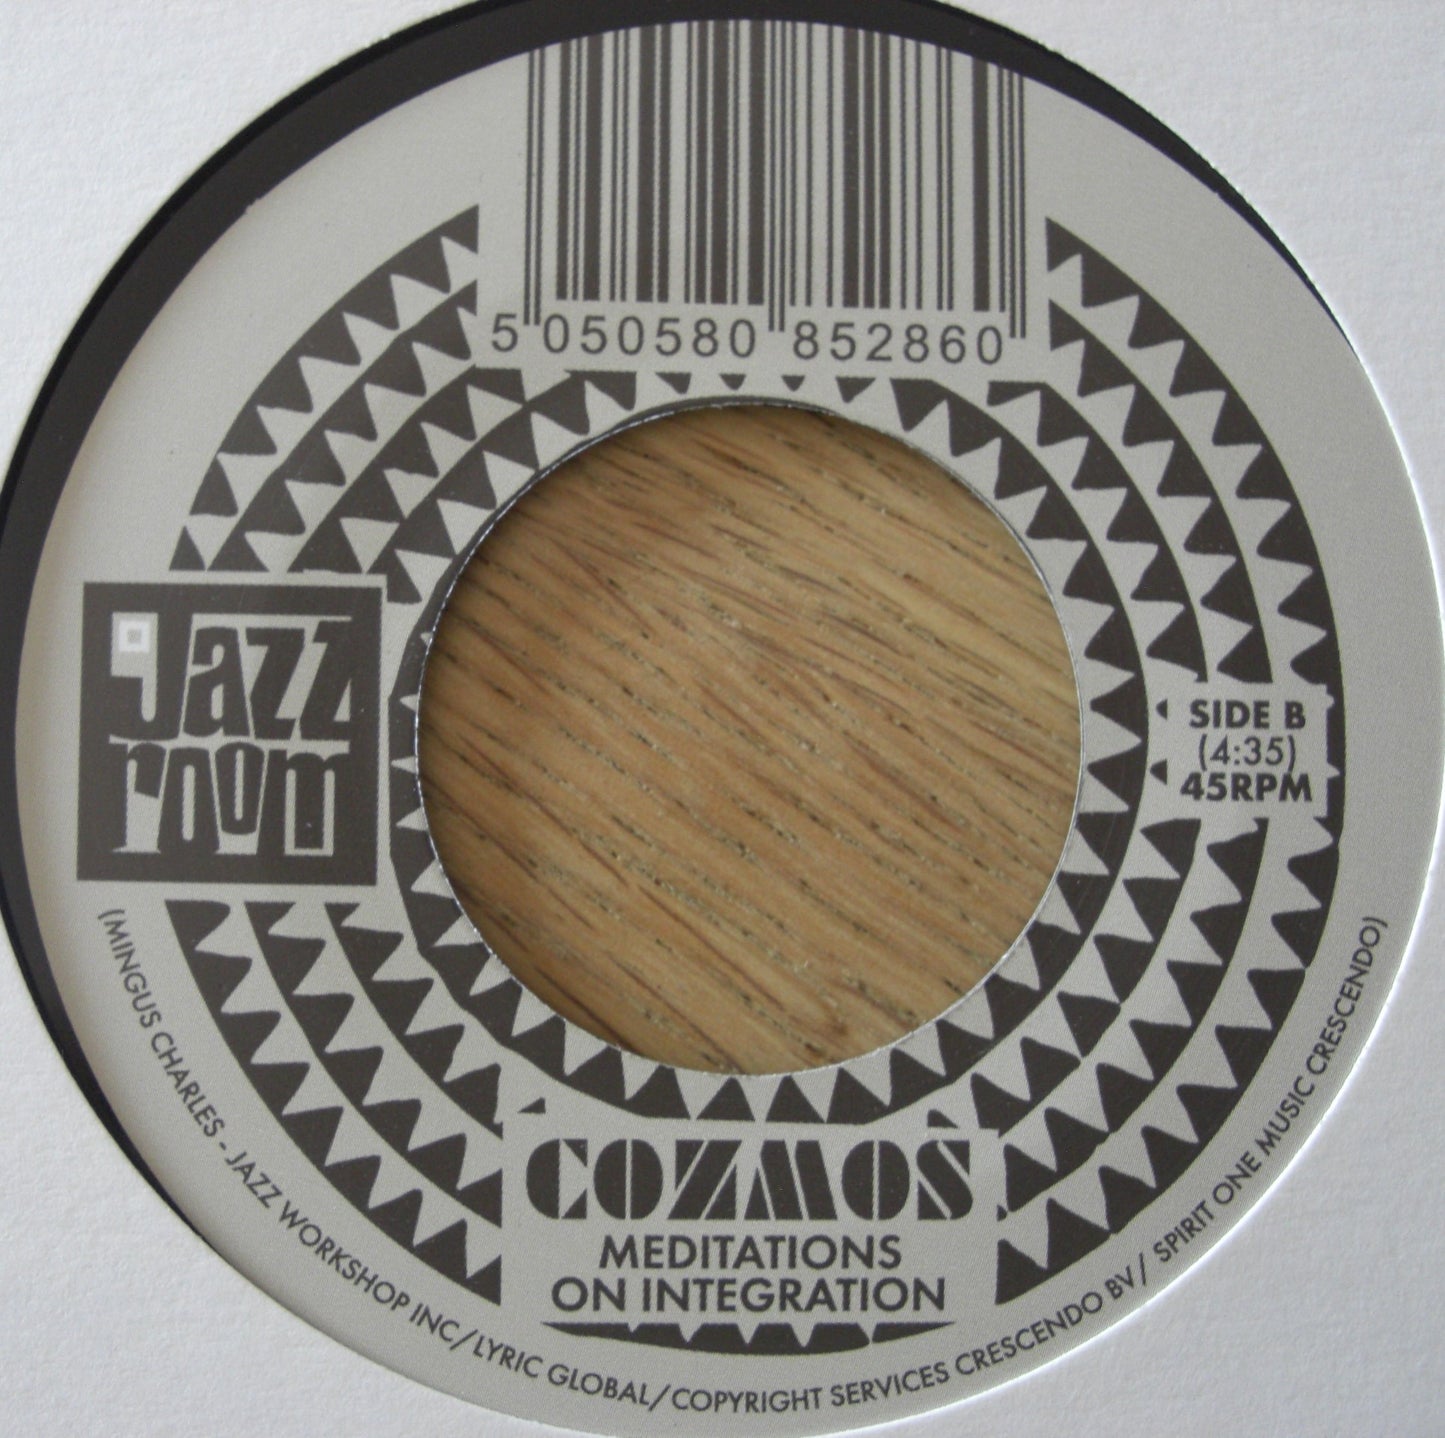 5 050580 852860
Jazz
room
SIDE B
(4:35)
45RPM
COZMOS
MEDITATIONS
ON INTEGRATION
(MINGUS CHARLES - JAZZ WORKSHOP INC/LYRIC GLOBAL/COPYRIGHT SERVICES CRESCENDO BV/ SPIRIT ONE MUSIC CRESCENDO)